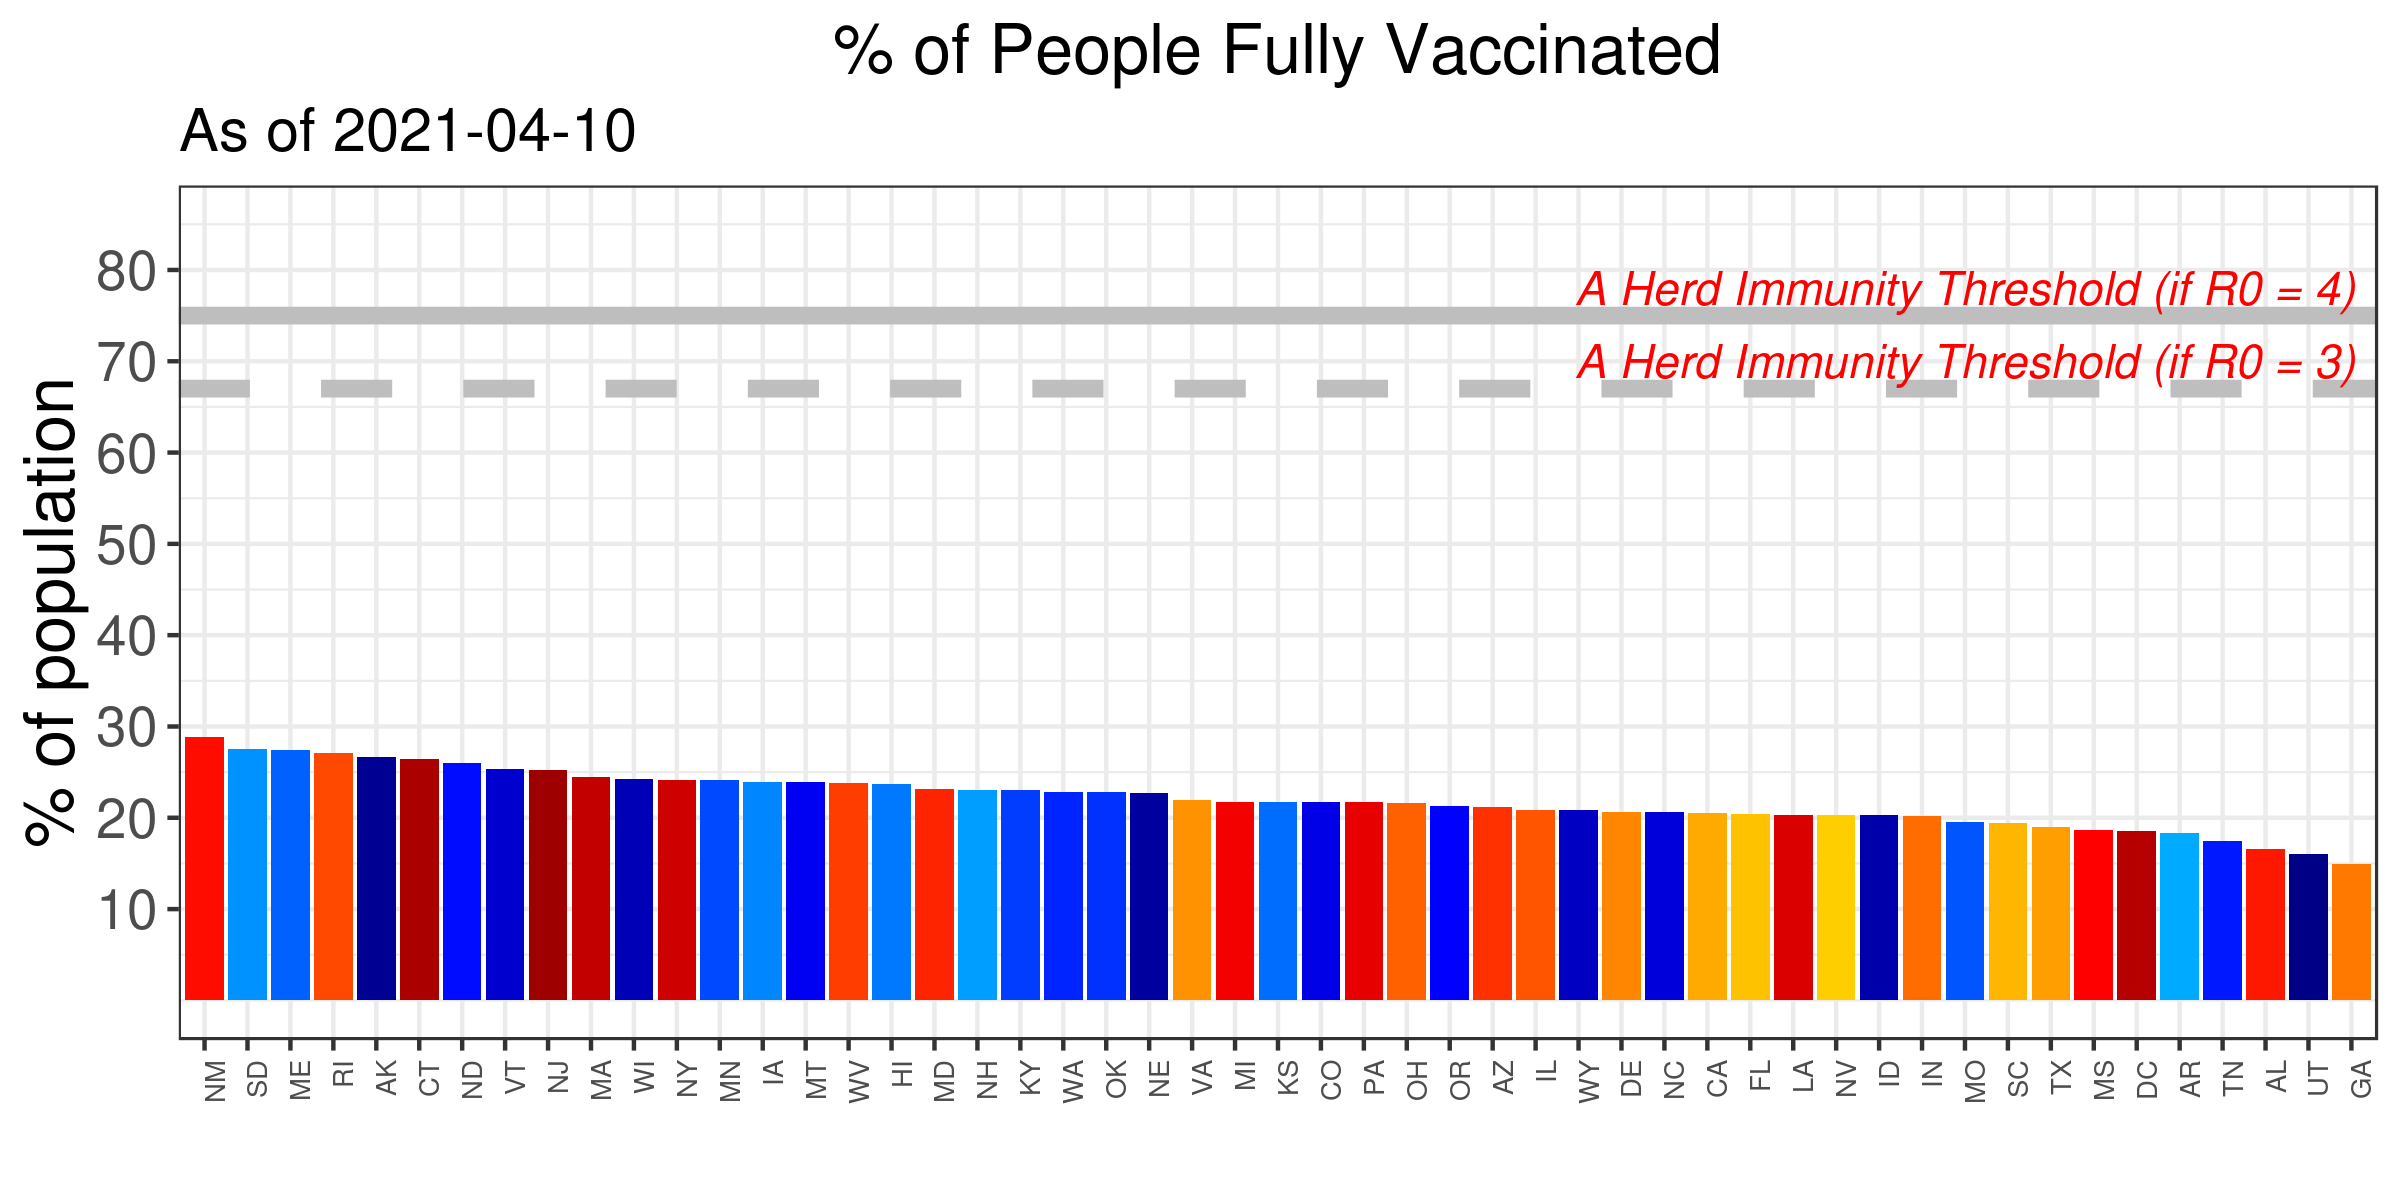 % of People Fully Vaccinated
As of 2021-04-10
% of population
80
70
60
50
40
30
20
10
A Herd Immunity Threshold (if R0 = 4)
A Herd Immunity Threshold (if R0 = 3)
NM SD ME RI AK CT ND VT NJ MA WI NY MN IA MT WV HI MD NH KY WA OK NE VA MI KS CO PA OH OR AZ IL WY DE NC CA FL LA NV ID IN MO SC TX MS DC AR TN AL UT GA